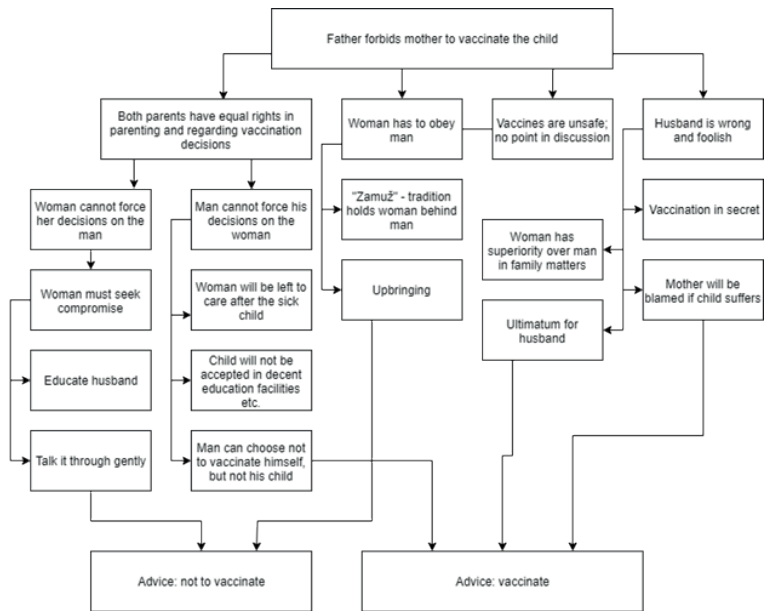 Father forbids mother to vaccinate the child
Both parents have equal rights in
parenting and regarding vaccination
decisions
Woman has to obey
man
Vaccines are unsafe;
no point in discussion
Husband is wrong
and foolish
Woman cannot force
her decisions on the
man
Man cannot force his
decisions on the
woman
"Zamuž" - tradition
holds woman behind
man
Vaccination in secret
Woman has
superiority over man
in family matters
Woman must seek
compromise
Woman will be left to
care after the sick
child
Upbringing
Mother will be
blamed if child suffers
Ultimatum for
husband
Educate husband
Child will not be
accepted in decent
education facilities
etc.
Talk it through gently
Man can choose not
to vaccinate himself,
but not his child
Advice: not to vaccinate
Advice: vaccinate